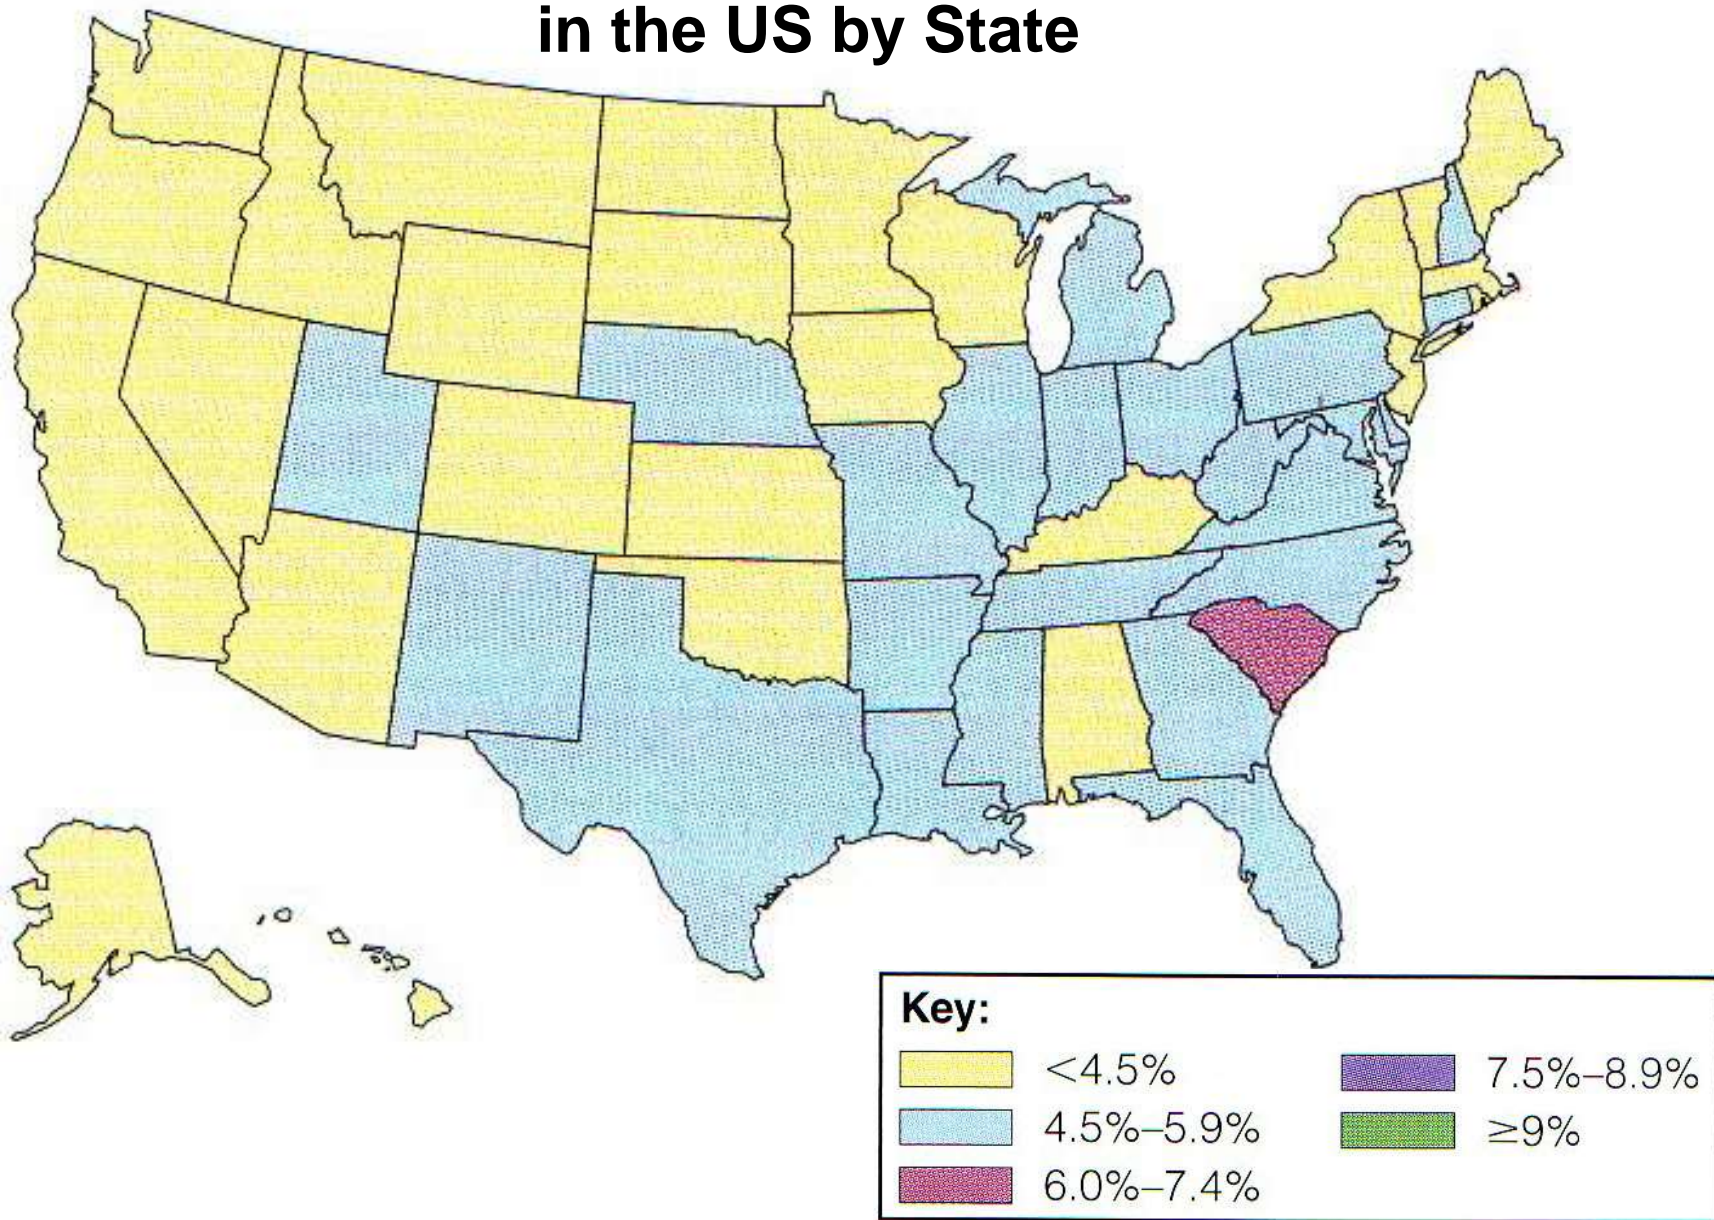 in the US by State
Key:
<4.5%
4.5%–5.9%
6.0%–7.4%
7.5%–8.9%
≥9%